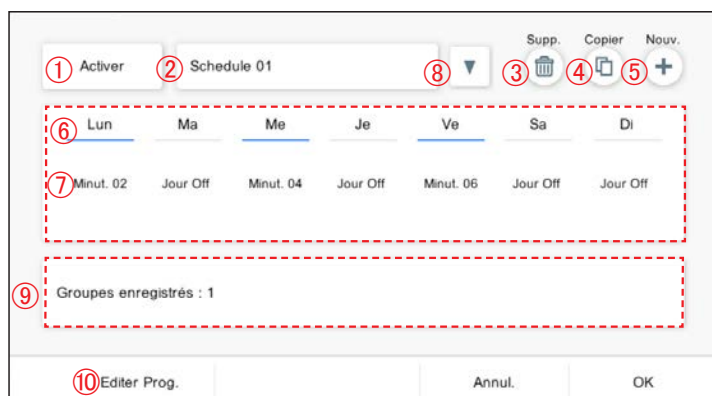 Supp. Copier Nouv.
① Activer ② Schedule 01 ⑧ ▼ ③ ④ ⑤ +
⑥ Lun Ma Me Je Ve Sa Di
⑦ Minut. 02 Jour Off Minut. 04 Jour Off Minut. 06 Jour Off Jour Off
⑨ Groupes enregistrés : 1
⑩ Editer Prog. Annul. OK